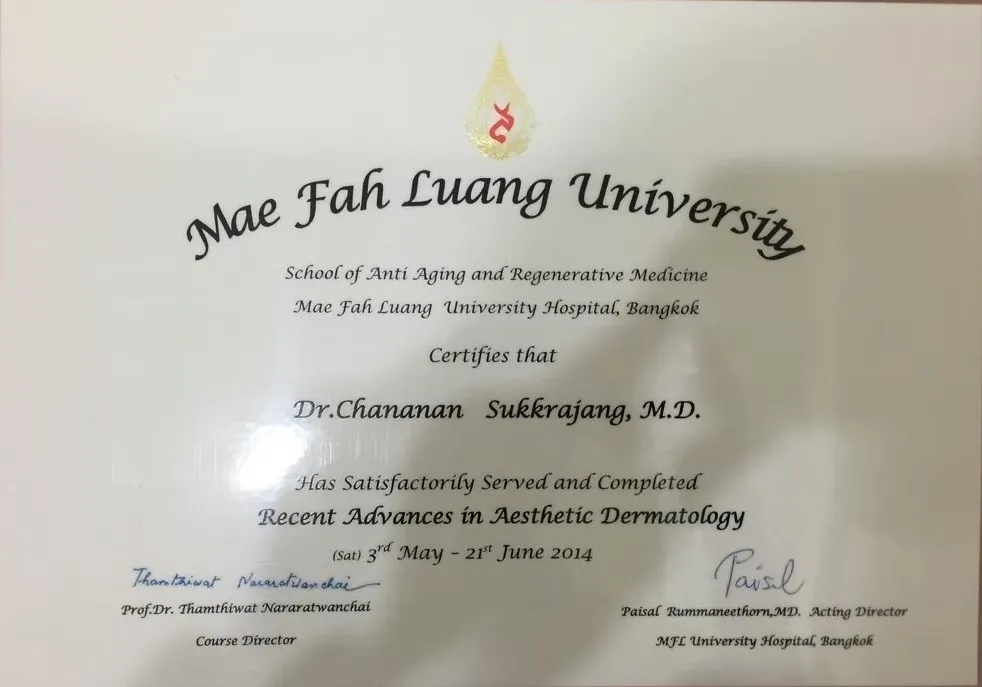 Mae Fah Luang University
School of Anti Aging and Regenerative Medicine
Mae Fah Luang University Hospital, Bangkok
Certifies that
Dr.Chananan Sukkrajang, M.D.
Has Satisfactorily Served and Completed
Recent Advances in Aesthetic Dermatology
(Sat) 3rd May - 21st June 2014
Thamthiwat Nararatwanchai
Prof.Dr. Thamthiwat Nararatwanchai
Course Director
Paisal
Paisal Rummaneethorn,MD. Acting Director
MFL University Hospital, Bangkok